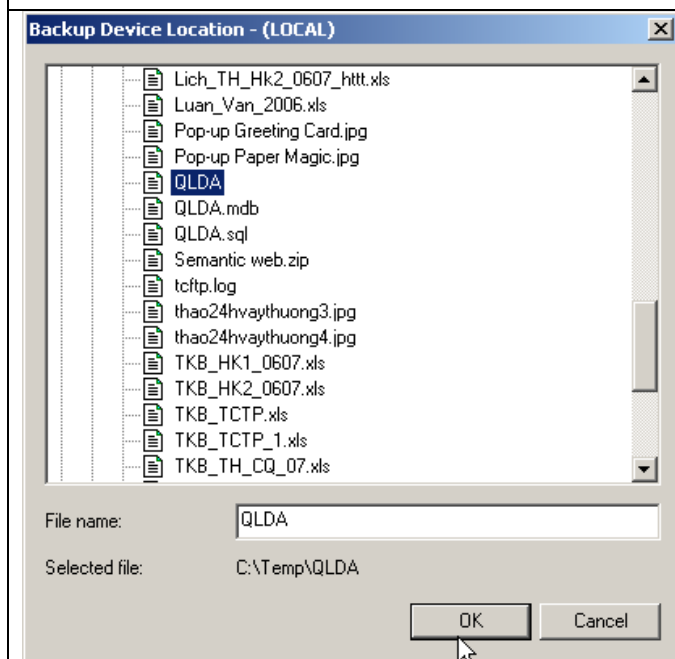 Backup Device Location - (LOCAL)
Lich_TH_Hk2_0607_httt.xls
Luan_Van_2006.xls
Pop-up Greeting Card.jpg
Pop-up Paper Magic.jpg
QLDA
QLDA.mdb
QLDA.sql
Semantic web.zip
tcftp.log
thao24hvaythuong3.jpg
thao24hvaythuong4.jpg
TKB_HK1_0607.xls
TKB_HK2_0607.xls
TKB_TCTP.xls
TKB_TCTP_1.xls
TKB_TH_CQ_07.xls
File name: QLDA
Selected file: C:\Temp\QLDA
OK Cancel